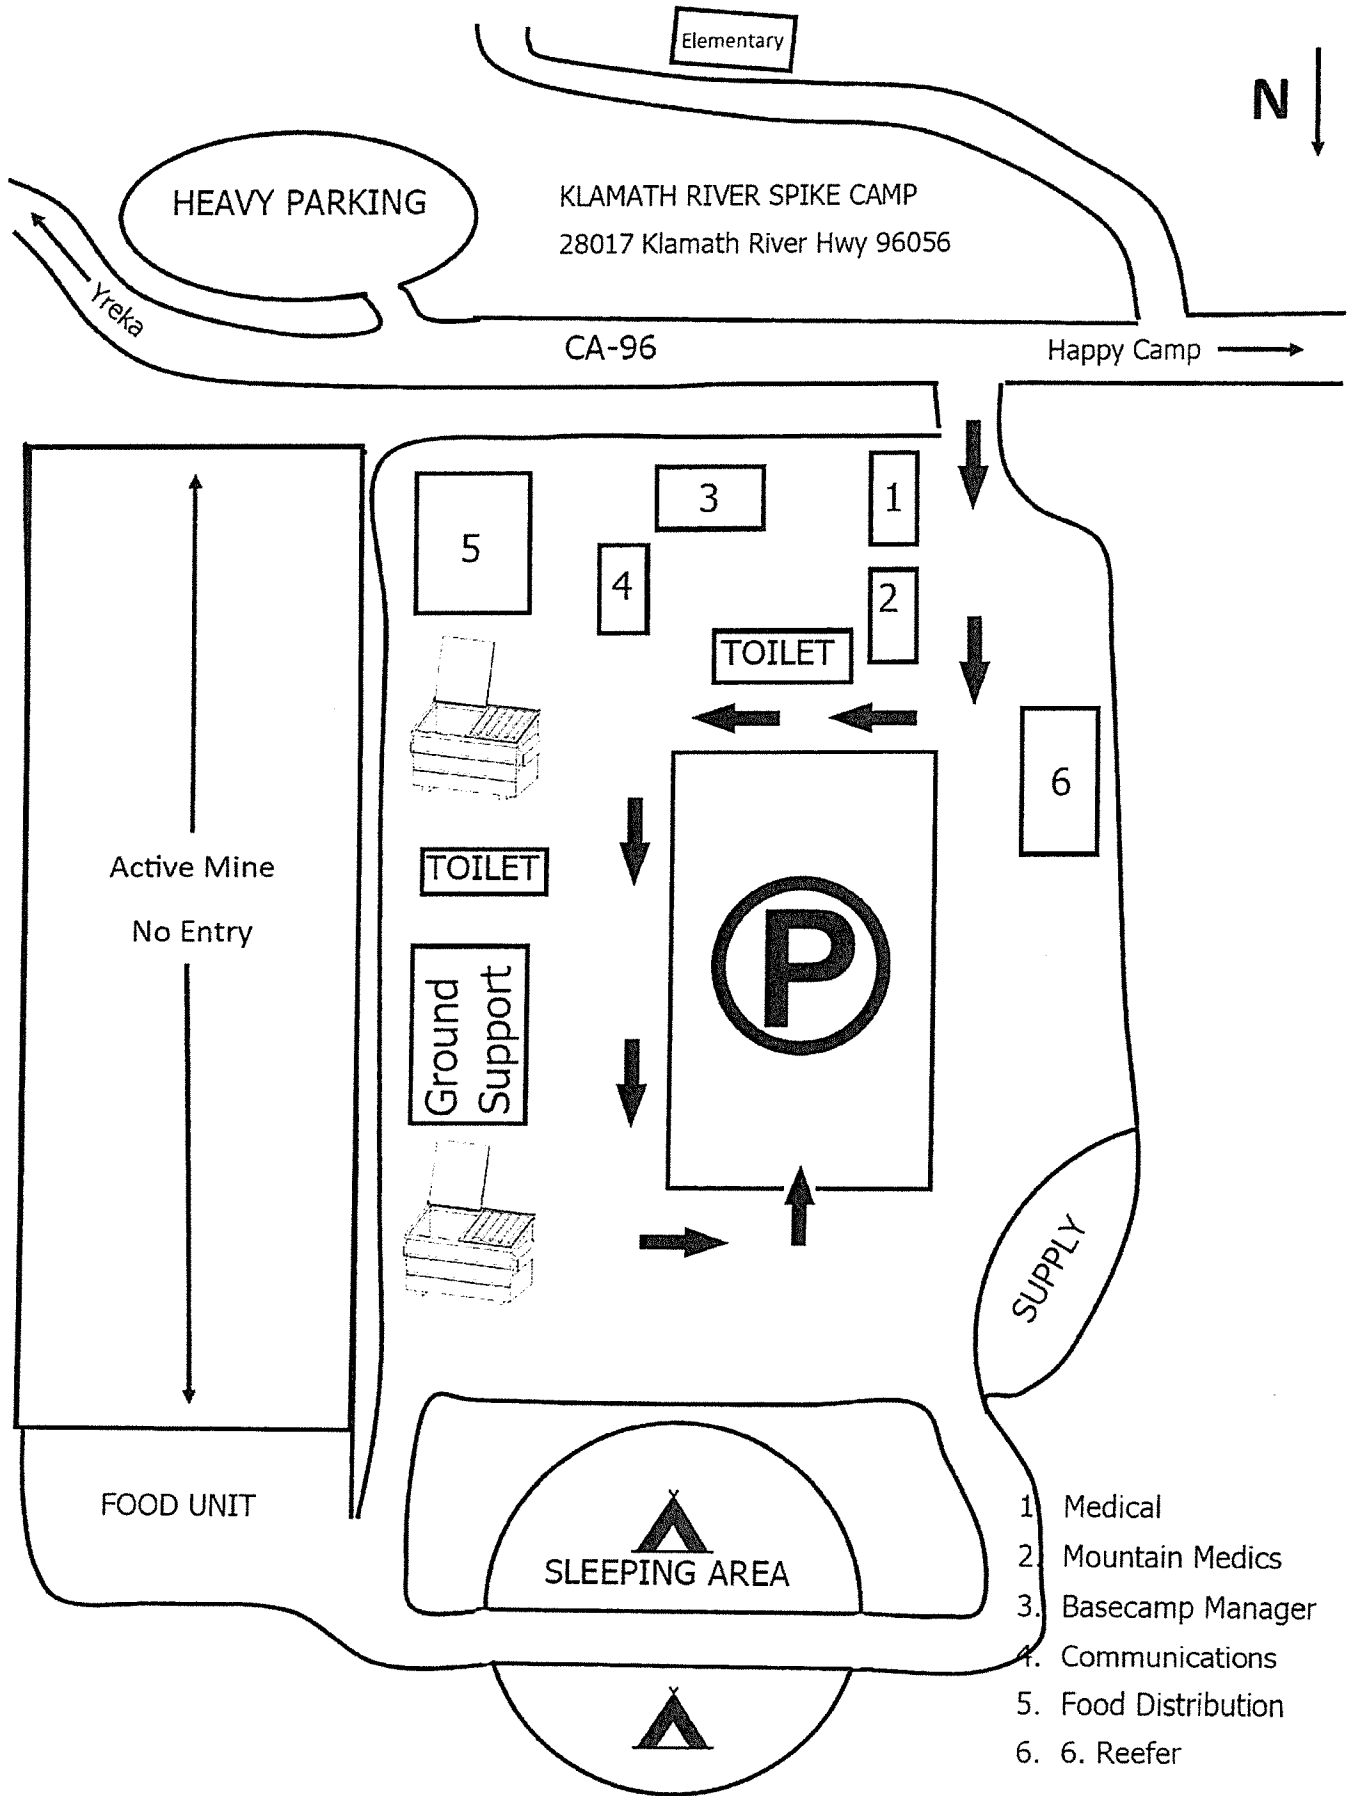 Elementary
N
HEAVY PARKING
KLAMATH RIVER SPIKE CAMP
28017 Klamath River Hwy 96056
Yreka
CA-96
Happy Camp
5
3
1
4
2
TOILET
6
Active Mine
No Entry
TOILET
P
Ground
Support
SUPPLY
FOOD UNIT
SLEEPING AREA
1. Medical
2. Mountain Medics
3. Basecamp Manager
4. Communications
5. Food Distribution
6. 6. Reefer